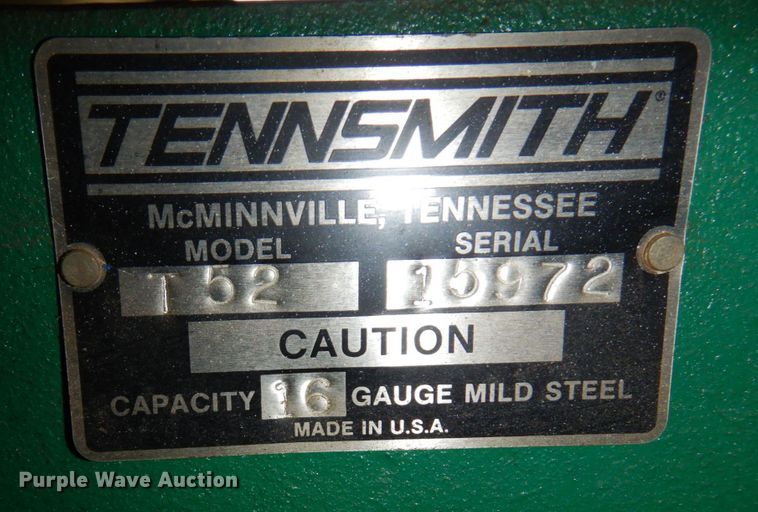 TENNSMITH®
McMINNVILLE, TENNESSEE
MODEL SERIAL
T52 15972
CAUTION
CAPACITY 16 GAUGE MILD STEEL
MADE IN U.S.A.
Purple Wave Auction